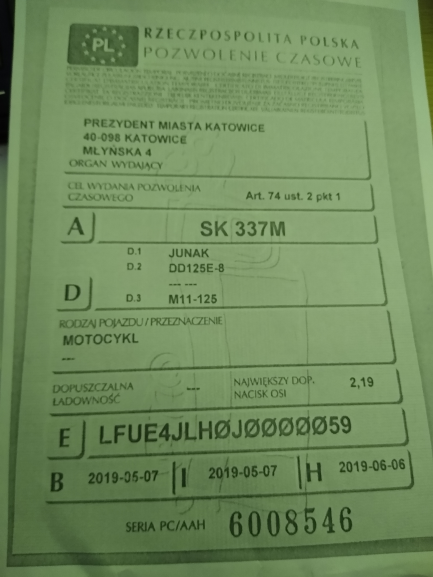 PL
RZECZPOSPOLITA POLSKA
POZWOLENIE CZASOWE
PREZYDENT MIASTA KATOWICE
40-098 KATOWICE
MŁYŃSKA 4
ORGAN WYDAJĄCY
CEL WYDANIA POZWOLENIA
CZASOWEGO
Art. 74 ust. 2 pkt 1
A SK 337M
D.1 JUNAK
D.2 DD125E-8
--- ---
D
D.3 M11-125
RODZAJ POJAZDU / PRZEZNACZENIE
MOTOCYKL
---
DOPUSZCZALNA
ŁADOWNOŚĆ
---
NAJWIĘKSZY DOP.
NACISK OSI
2,19
E LFUE4JLHØJØØØØØ59
B 2019-05-07 I 2019-05-07 H 2019-06-06
SERIA PC/AAH 6008546